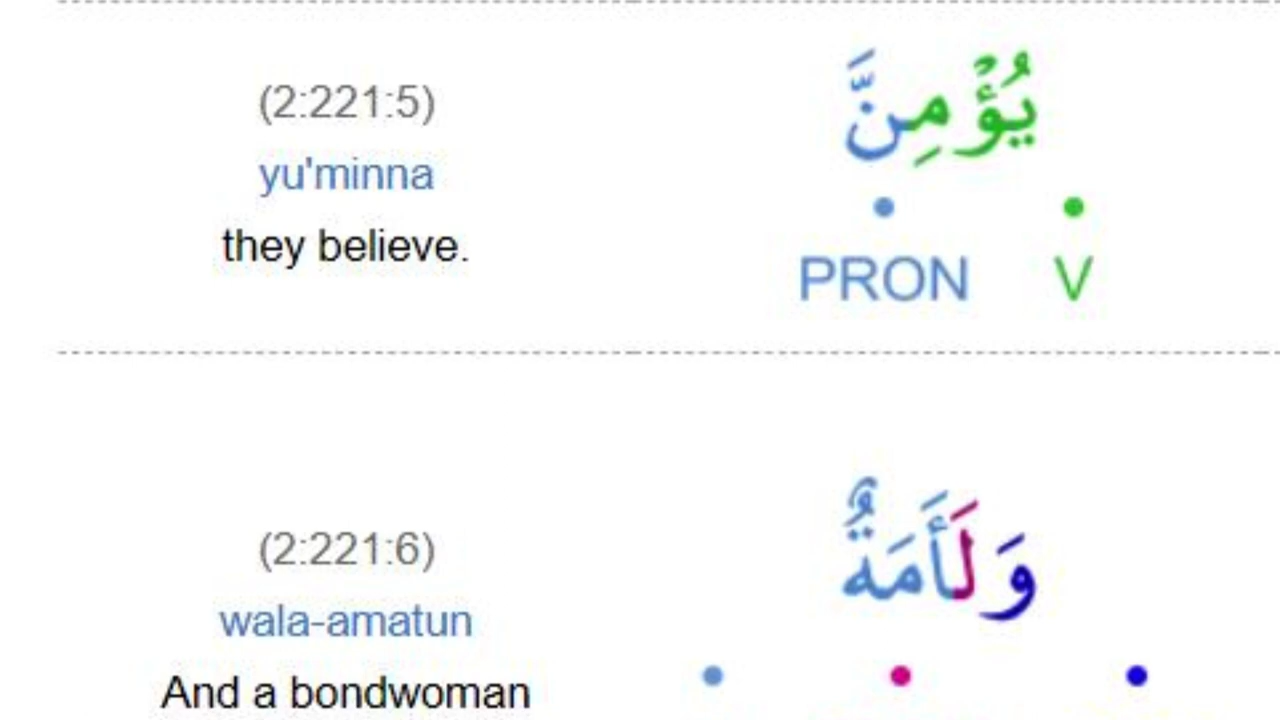 (2:221:5)
yu'minna
they believe.
يُؤْمِنَّ
PRON V
(2:221:6)
wala-amatun
And a bondwoman
وَلَأَمَةٌ